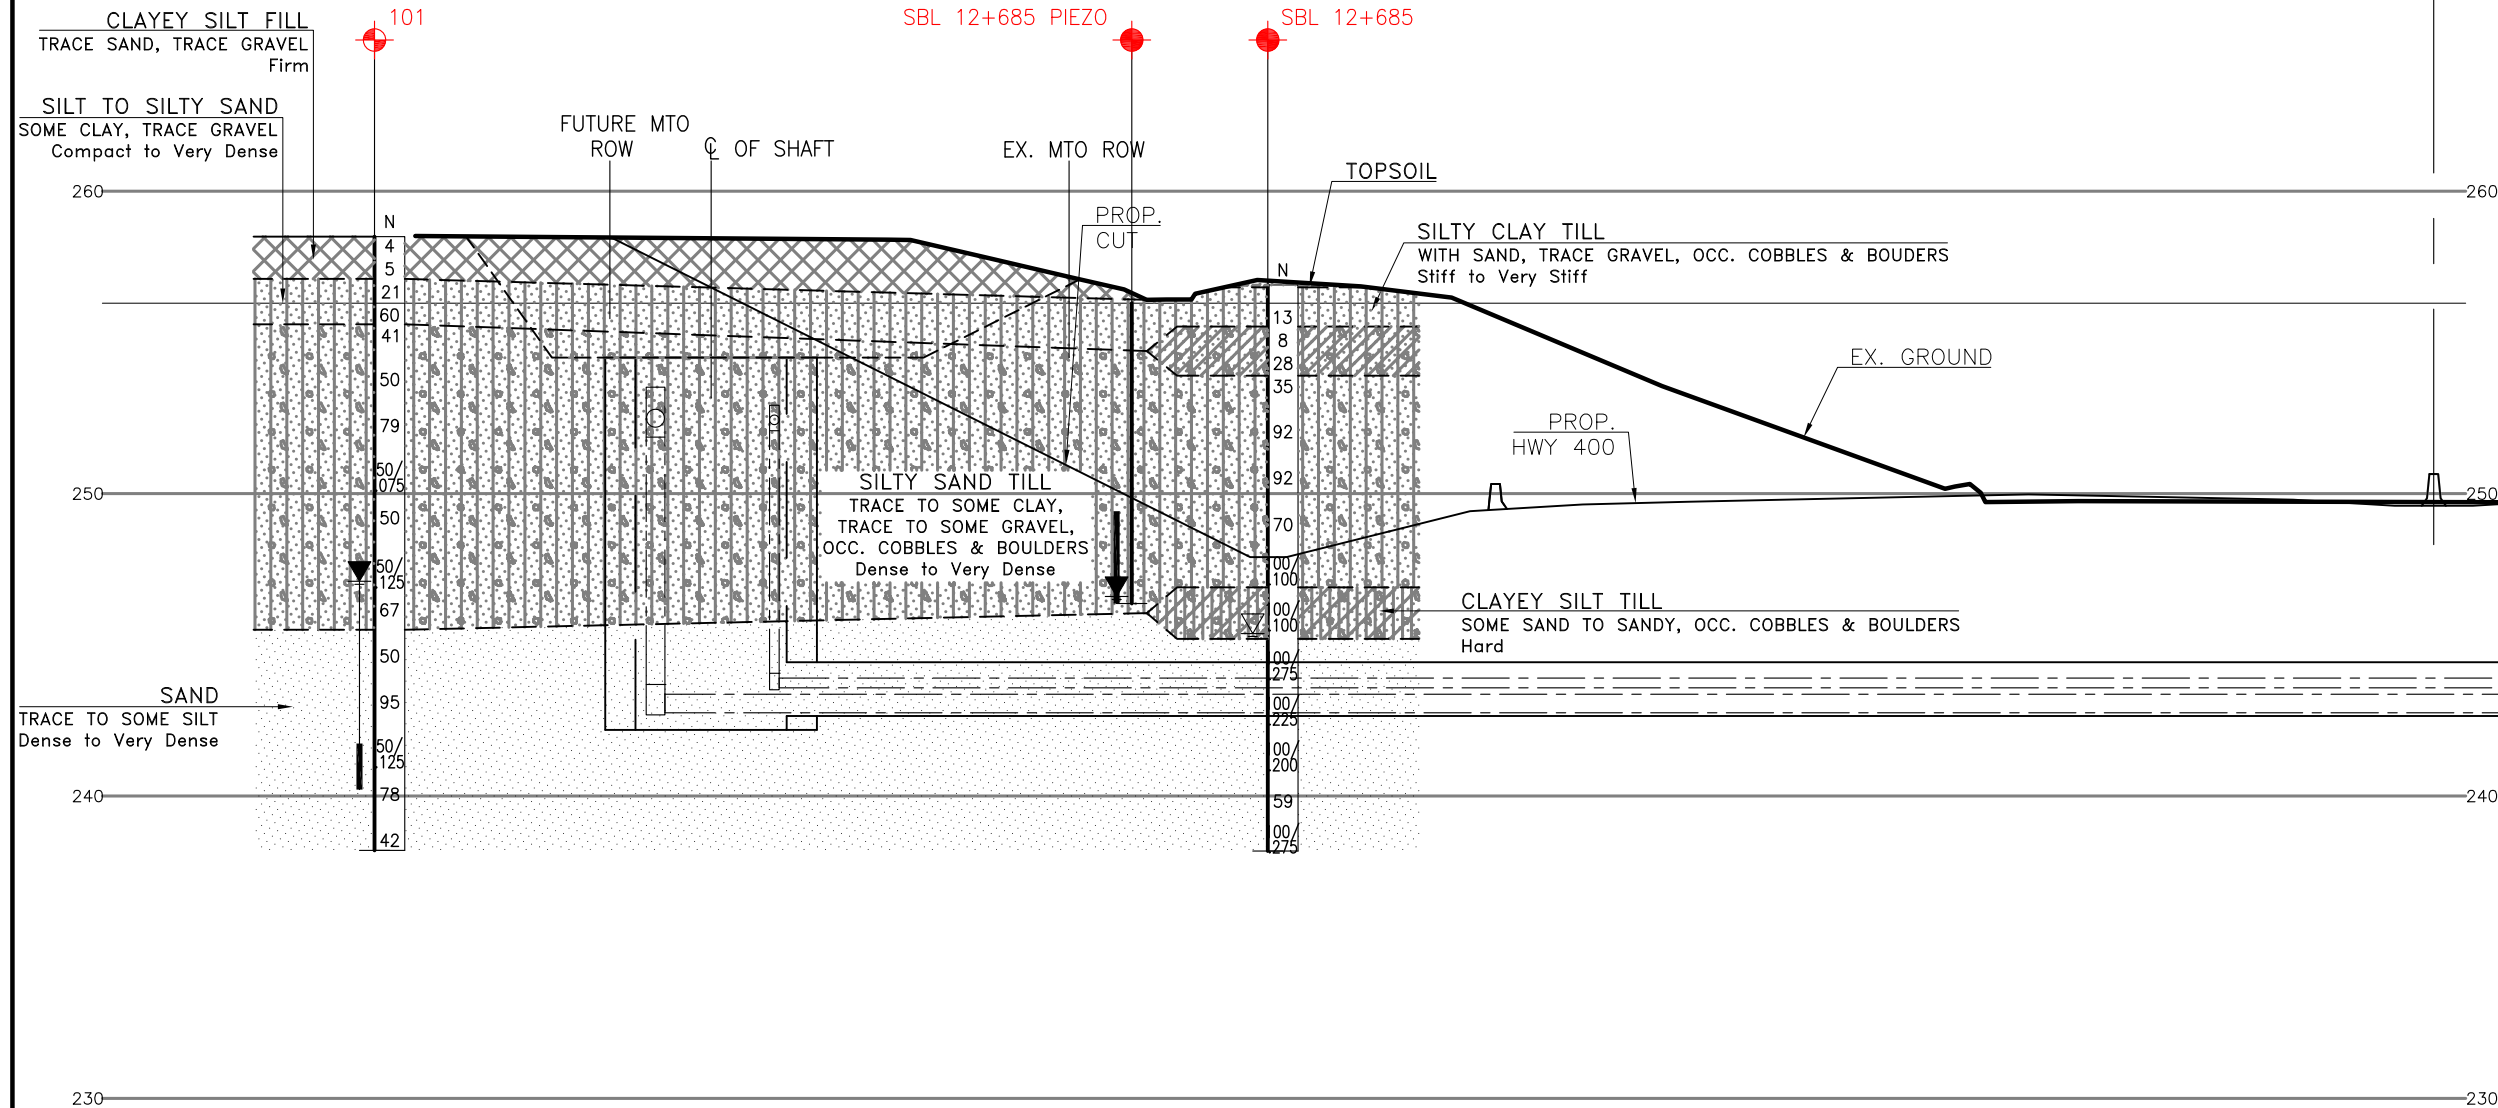 CLAYEY SILT FILL
TRACE SAND, TRACE GRAVEL
Firm
101
SBL 12+685 PIEZO
SBL 12+685
SILT TO SILTY SAND
SOME CLAY, TRACE GRAVEL
Compact to Very Dense
FUTURE MTO
ROW
℄ OF SHAFT
EX. MTO ROW
TOPSOIL
260
260
PROP.
CUT
SILTY CLAY TILL
WITH SAND, TRACE GRAVEL, OCC. COBBLES & BOUDERS
Stiff to Very Stiff
N
4
5
21
60
41
50
79
50/
.075
50
50/
.125
67
50
95
50/
.125
78
42
N
13
8
28
35
92
92
70
00/
.100
00/
.100
00/
.275
00/
.225
00/
.200
59
00/
.275
EX. GROUND
PROP.
HWY 400
250
250
SILTY SAND TILL
TRACE TO SOME CLAY,
TRACE TO SOME GRAVEL,
OCC. COBBLES & BOULDERS
Dense to Very Dense
CLAYEY SILT TILL
SOME SAND TO SANDY, OCC. COBBLES & BOULDERS
Hard
SAND
TRACE TO SOME SILT
Dense to Very Dense
240
240
230
230